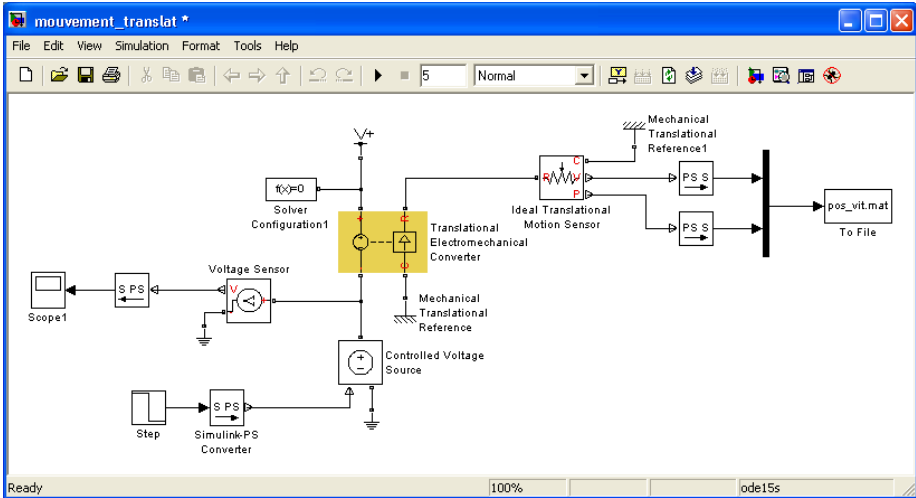 mouvement_translat *
File Edit View Simulation Format Tools Help
5
Normal
V+
f(x)=0
Solver
Configuration1
+
R
C
Translational
Electromechanical
Converter
Mechanical
Translational
Reference
Mechanical
Translational
Reference1
R
C
V
P
Ideal Translational
Motion Sensor
PS S
PS S
pos_vit.mat
To File
Scope1
S PS
Voltage Sensor
V
+
Controlled Voltage
Source
Step
S PS
Simulink-PS
Converter
Ready
100%
ode15s